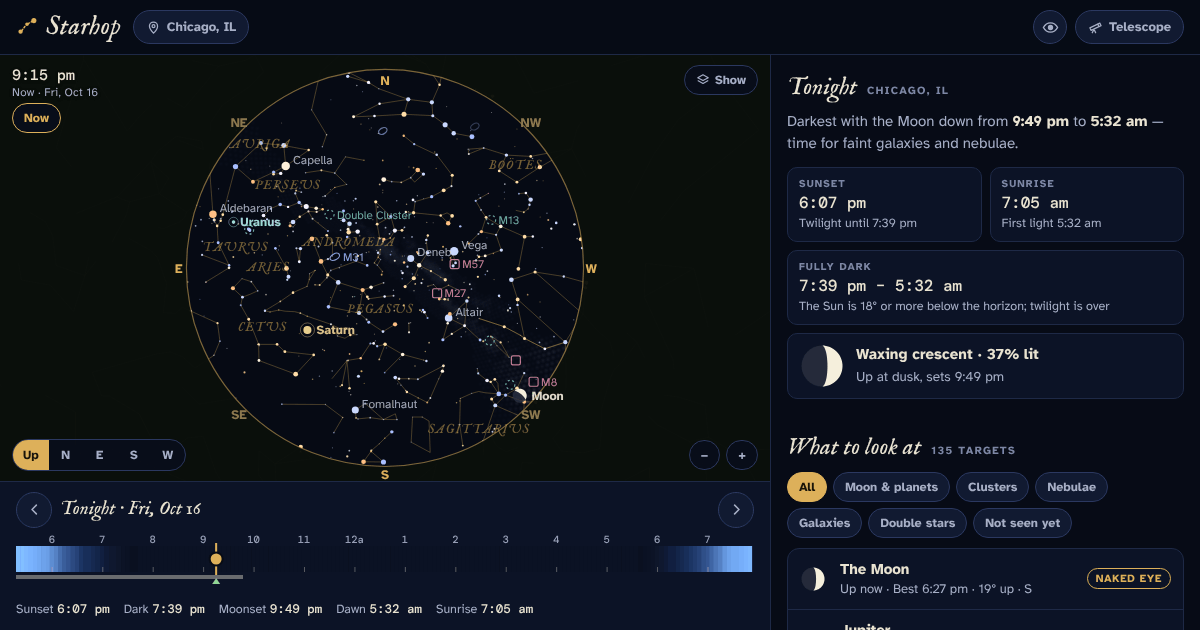 Starhop
Chicago, IL
Telescope
9:15 pm
Now · Fri, Oct 16
Now
Show
N
NE
NW
AURIGA
Capella
BOÖTES
PERSEUS
Aldebaran
Uranus
Double Cluster
M13
TAURUS
ANDROMEDA
M31
Deneb
Vega
M57
E
ARIES
W
M27
PEGASUS
Altair
CETUS
Saturn
M8
Moon
Fomalhaut
SE
SW
SAGITTARIUS
S
Up
N
E
S
W
−
+
Tonight · Fri, Oct 16
6 7 8 9 10 11 12a 1 2 3 4 5 6 7
Sunset 6:07 pm Dark 7:39 pm Moonset 9:49 pm Dawn 5:32 am Sunrise 7:05 am
Tonight CHICAGO, IL
Darkest with the Moon down from 9:49 pm to 5:32 am —
time for faint galaxies and nebulae.
SUNSET
6:07 pm
Twilight until 7:39 pm
SUNRISE
7:05 am
First light 5:32 am
FULLY DARK
7:39 pm – 5:32 am
The Sun is 18° or more below the horizon; twilight is over
Waxing crescent · 37% lit
Up at dusk, sets 9:49 pm
What to look at 135 TARGETS
All
Moon & planets
Clusters
Nebulae
Galaxies
Double stars
Not seen yet
The Moon
Up now · Best 6:27 pm · 19° up · S
NAKED EYE
Jupiter